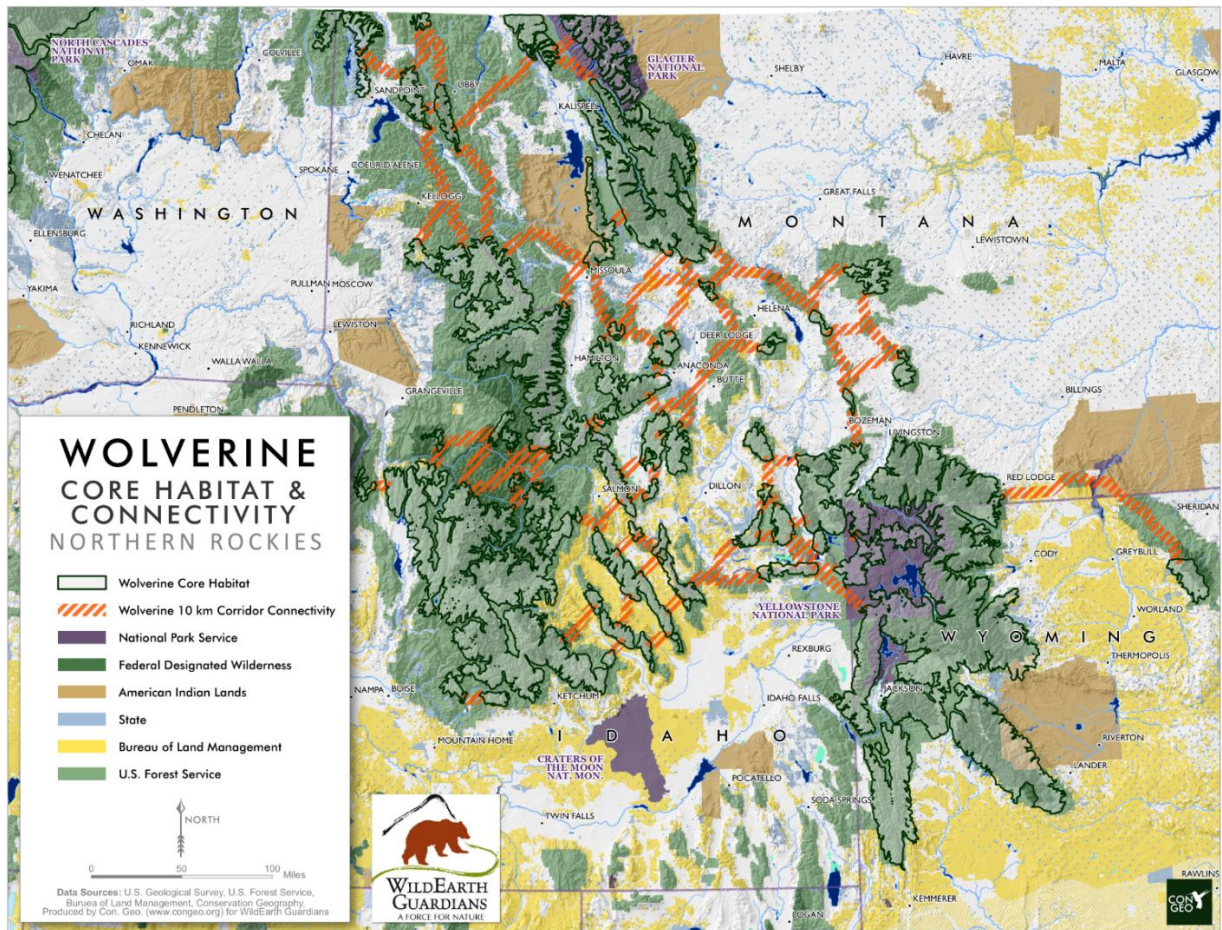 NORTH CASCADES
NATIONAL
PARK
OMAK
COLVILLE
SANDPOINT
LIBBY
GLACIER
NATIONAL
PARK
KALISPELL
SHELBY
HAVRE
MALTA
GLASGOW
CHELAN
WENATCHEE
SPOKANE
COEUR D'ALENE
KELLOGG
GREAT FALLS
WASHINGTON
MONTANA
ELLENSBURG
LEWISTOWN
MISSOULA
YAKIMA
PULLMAN
MOSCOW
HELENA
RICHLAND
KENNEWICK
LEWISTON
DEER LODGE
WALLA WALLA
HAMILTON
ANACONDA
BUTTE
GRANGEVILLE
BILLINGS
PENDLETON
BOZEMAN
LIVINGSTON
RED LODGE
SALMON
DILLON
SHERIDAN
CODY
GREYBULL
YELLOWSTONE
NATIONAL PARK
WORLAND
WYOMING
THERMOPOLIS
REXBURG
NAMPA
BOISE
KETCHUM
IDAHO FALLS
JACKSON
IDAHO
MOUNTAIN HOME
CRATERS OF
THE MOON
NAT. MON.
RIVERTON
LANDER
POCATELLO
TWIN FALLS
SODA SPRINGS
RAWLINS
KEMMERER
LOGAN
WOLVERINE
CORE HABITAT &
CONNECTIVITY
NORTHERN ROCKIES
Wolverine Core Habitat
Wolverine 10 km Corridor Connectivity
National Park Service
Federal Designated Wilderness
American Indian Lands
State
Bureau of Land Management
U.S. Forest Service
NORTH
0 50 100
Miles
Data Sources: U.S. Geological Survey, U.S. Forest Service,
Buruea of Land Management, Conservation Geography,
Produced by Con. Geo. (www.congeo.org) for WildEarth Guardians
WILDEARTH
GUARDIANS
A FORCE FOR NATURE
CON
GEO